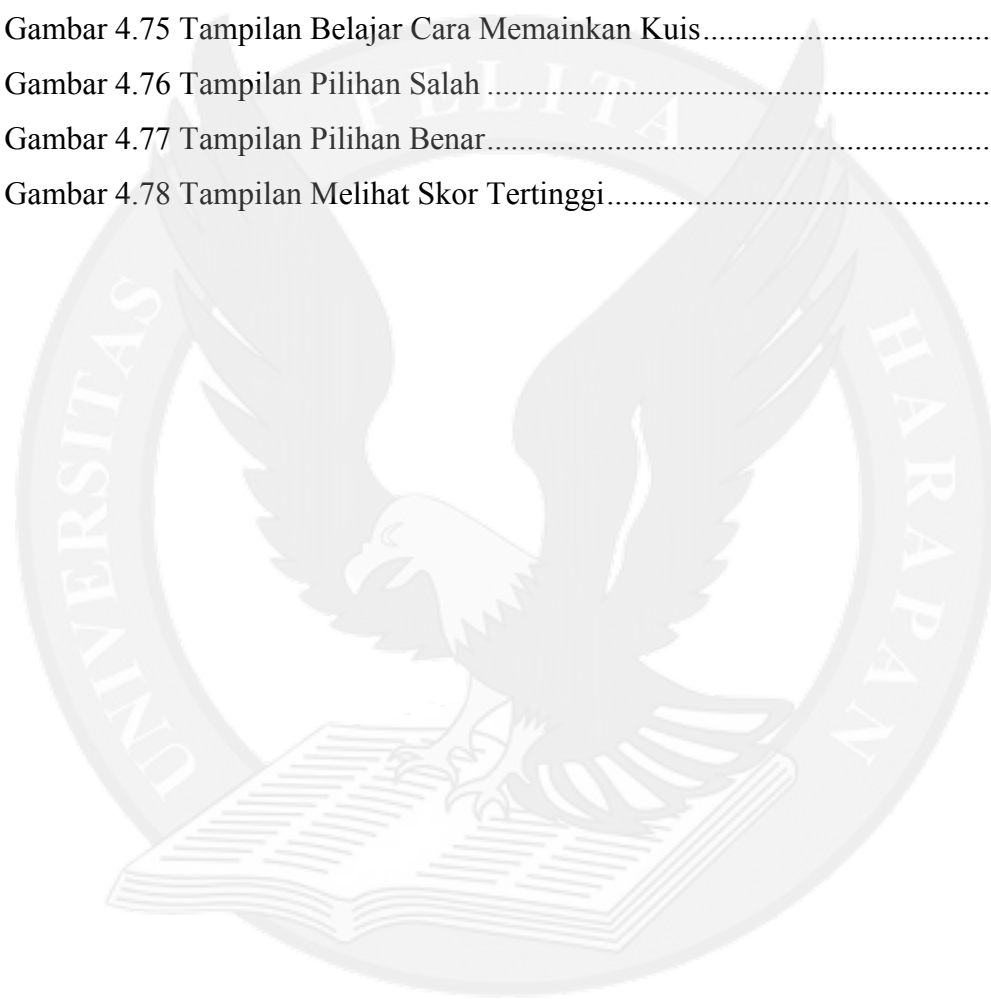 Gambar 4.75 Tampilan Belajar Cara Memainkan Kuis..................................
Gambar 4.76 Tampilan Pilihan Salah ............................................................
Gambar 4.77 Tampilan Pilihan Benar............................................................
Gambar 4.78 Tampilan Melihat Skor Tertinggi..............................................
UNIVERSITAS PELITA HARAPAN